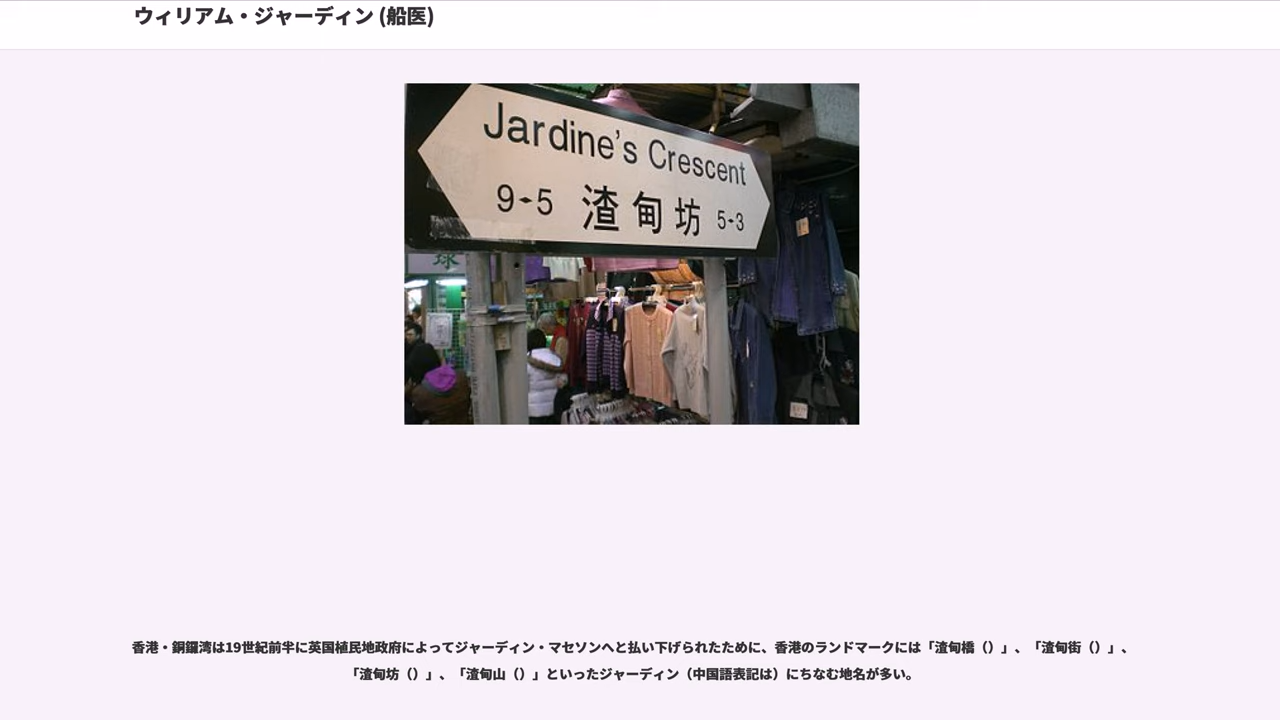 ウィリアム・ジャーディン (船医)
Jardine's Crescent
9-5 渣甸坊 5-3
球
香港・銅鑼湾は19世紀前半に英国植民地政府によってジャーディン・マセソンへと払い下げられたために、香港のランドマークには「渣甸橋（）」、「渣甸街（）」、
「渣甸坊（）」、「渣甸山（）」といったジャーディン（中国語表記は）にちなむ地名が多い。